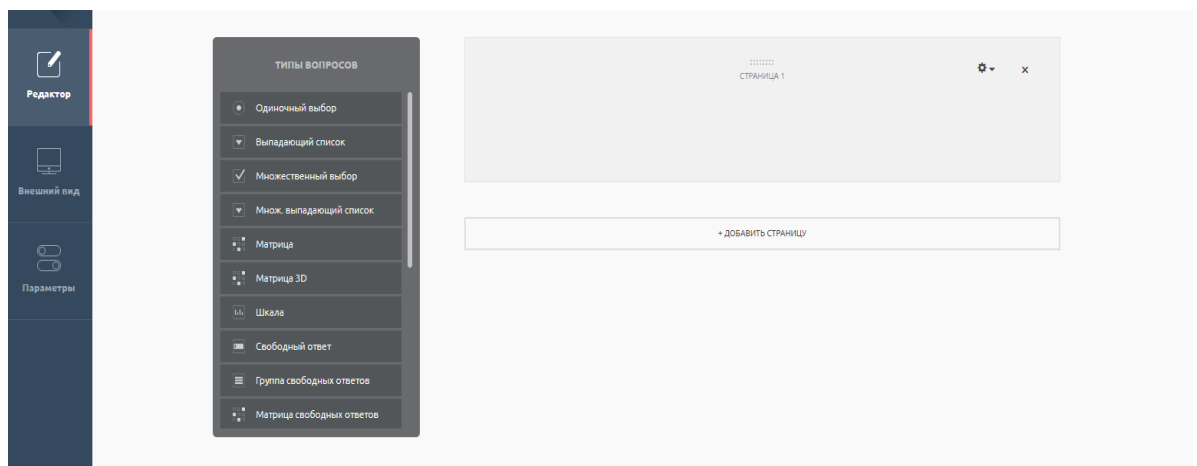 Редактор
Внешний вид
Параметры
ТИПЫ ВОПРОСОВ
Одиночный выбор
Выпадающий список
Множественный выбор
Множ. выпадающий список
Матрица
Матрица 3D
Шкала
Свободный ответ
Группа свободных ответов
Матрица свободных ответов
СТРАНИЦА 1
x
+ ДОБАВИТЬ СТРАНИЦУ